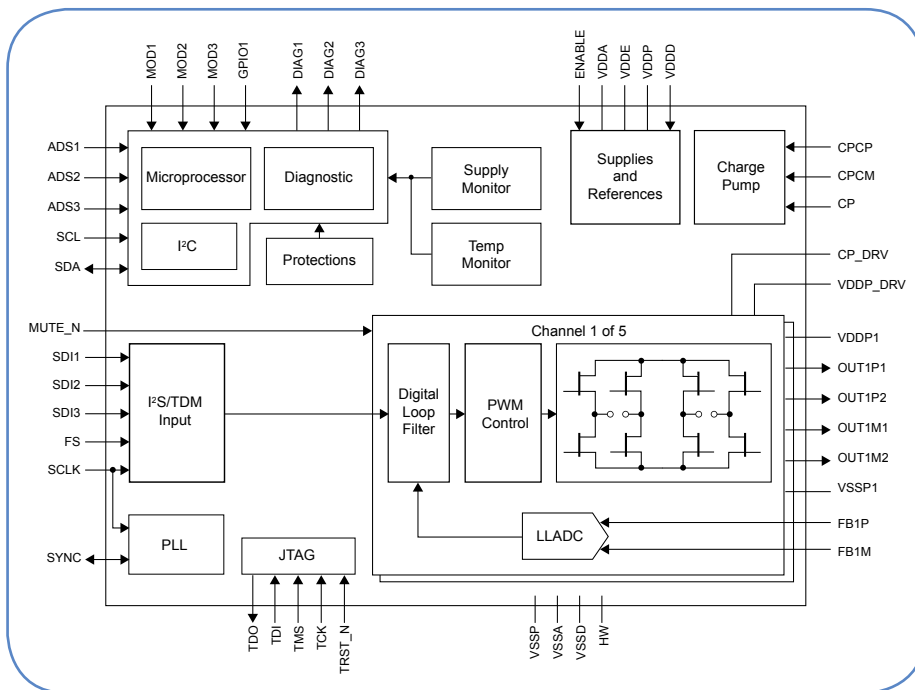 MOD1
MOD2
MOD3
GPIO1
DIAG1
DIAG2
DIAG3
ENABLE
VDDA
VDDE
VDDP
VDDD
ADS1
ADS2
ADS3
SCL
SDA
Microprocessor
Diagnostic
I²C
Protections
Supply
Monitor
Temp
Monitor
Supplies
and
References
Charge
Pump
CPCP
CPCM
CP
CP_DRV
VDDP_DRV
MUTE_N
SDI1
SDI2
SDI3
FS
SCLK
SYNC
I²S/TDM
Input
PLL
JTAG
Channel 1 of 5
Digital
Loop
Filter
PWM
Control
LLADC
VDDP1
OUT1P1
OUT1P2
OUT1M1
OUT1M2
VSSP1
FB1P
FB1M
TDO
TDI
TMS
TCK
TRST_N
VSSP
VSSA
VSSD
HW